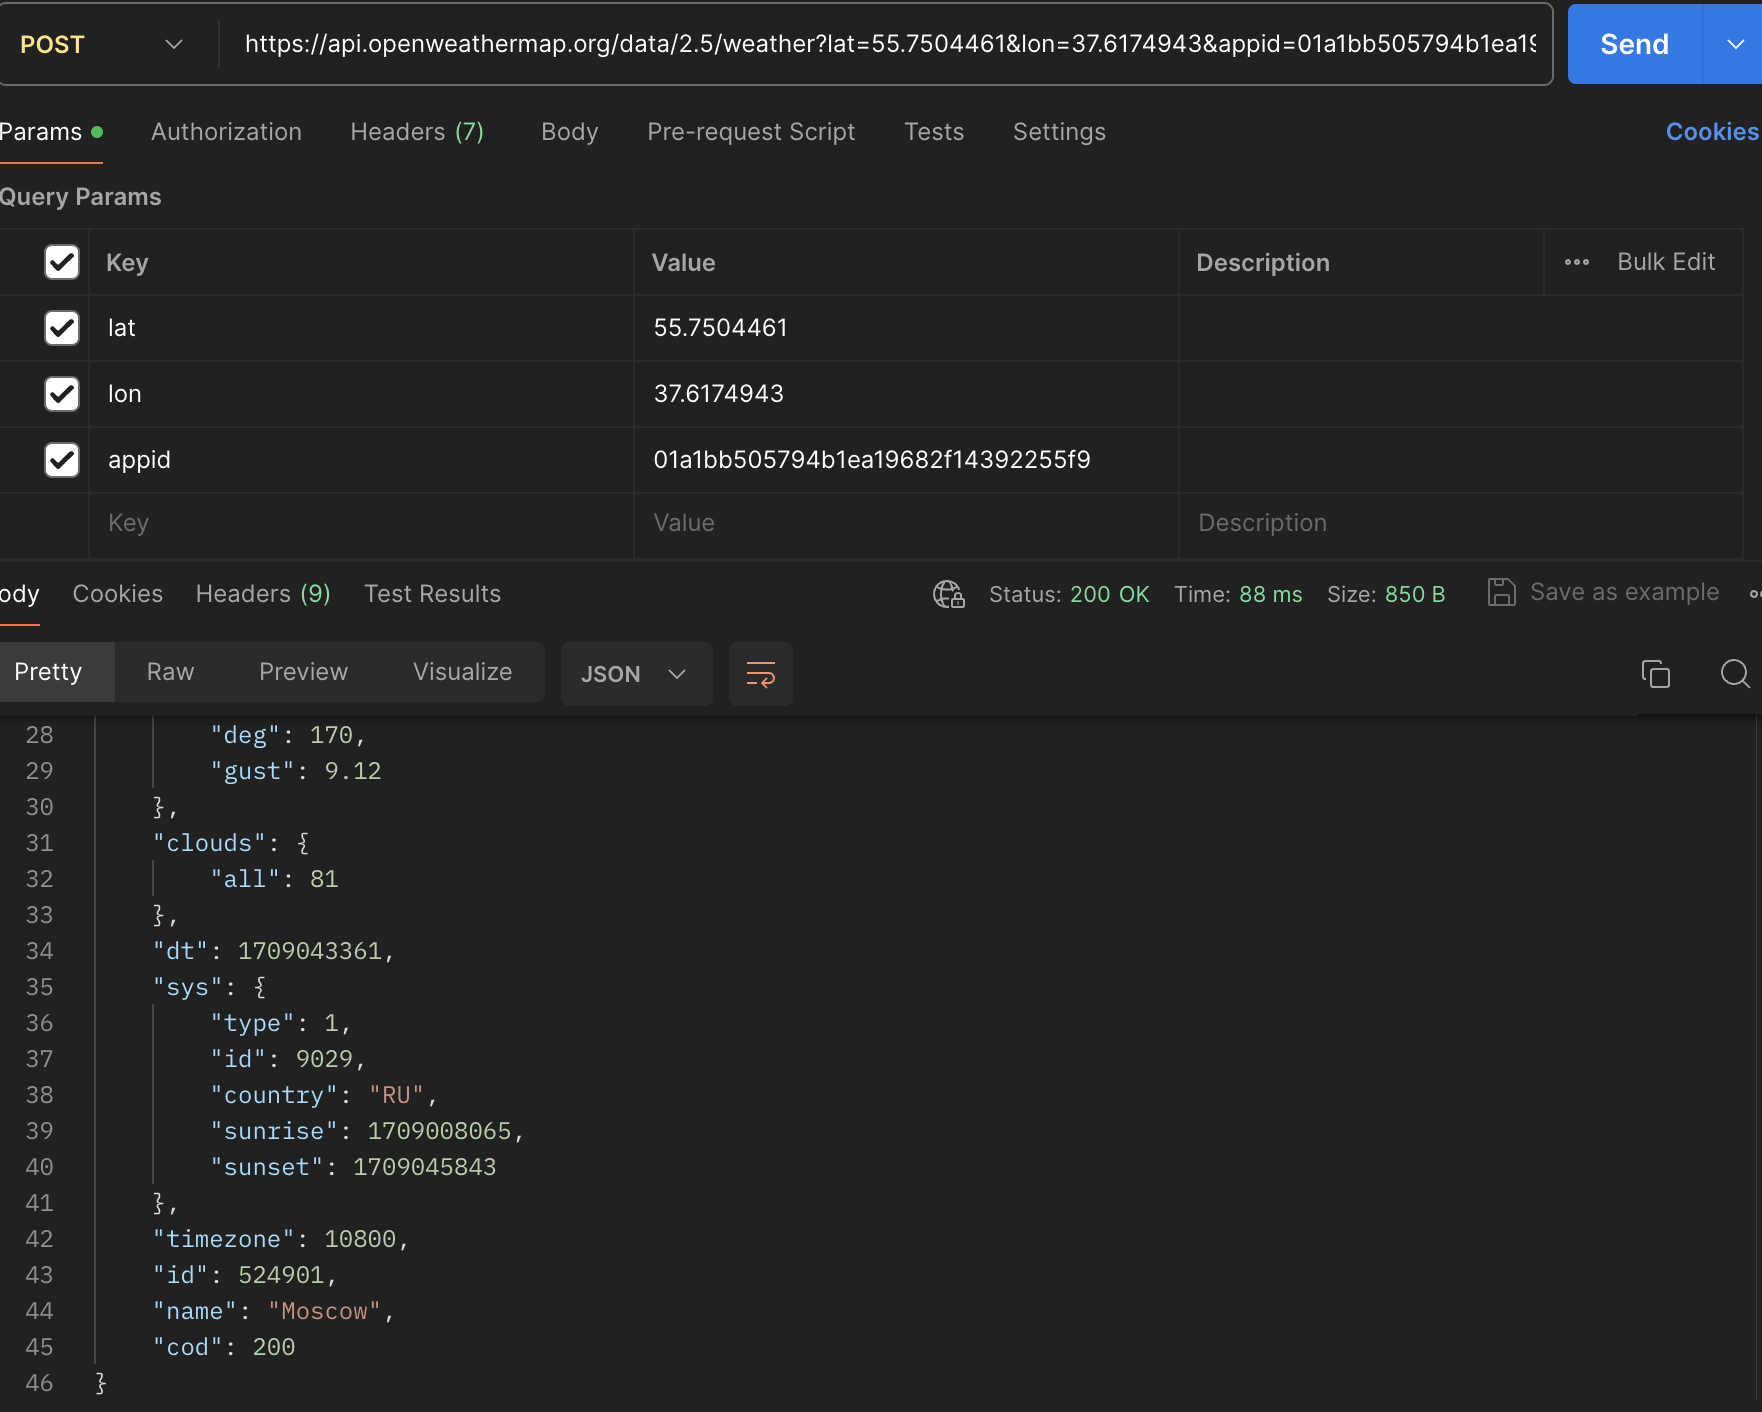 POST https://api.openweathermap.org/data/2.5/weather?lat=55.7504461&lon=37.6174943&appid=01a1bb505794b1ea19 Send
Params Authorization Headers (7) Body Pre-request Script Tests Settings Cookies
Query Params
Key Value Description Bulk Edit
lat 55.7504461
lon 37.6174943
appid 01a1bb505794b1ea19682f14392255f9
Key Value Description
ody Cookies Headers (9) Test Results Status: 200 OK Time: 88 ms Size: 850 B Save as example
Pretty Raw Preview Visualize JSON
28 "deg": 170,
29 "gust": 9.12
30 },
31 "clouds": {
32 "all": 81
33 },
34 "dt": 1709043361,
35 "sys": {
36 "type": 1,
37 "id": 9029,
38 "country": "RU",
39 "sunrise": 1709008065,
40 "sunset": 1709045843
41 },
42 "timezone": 10800,
43 "id": 524901,
44 "name": "Moscow",
45 "cod": 200
46 }